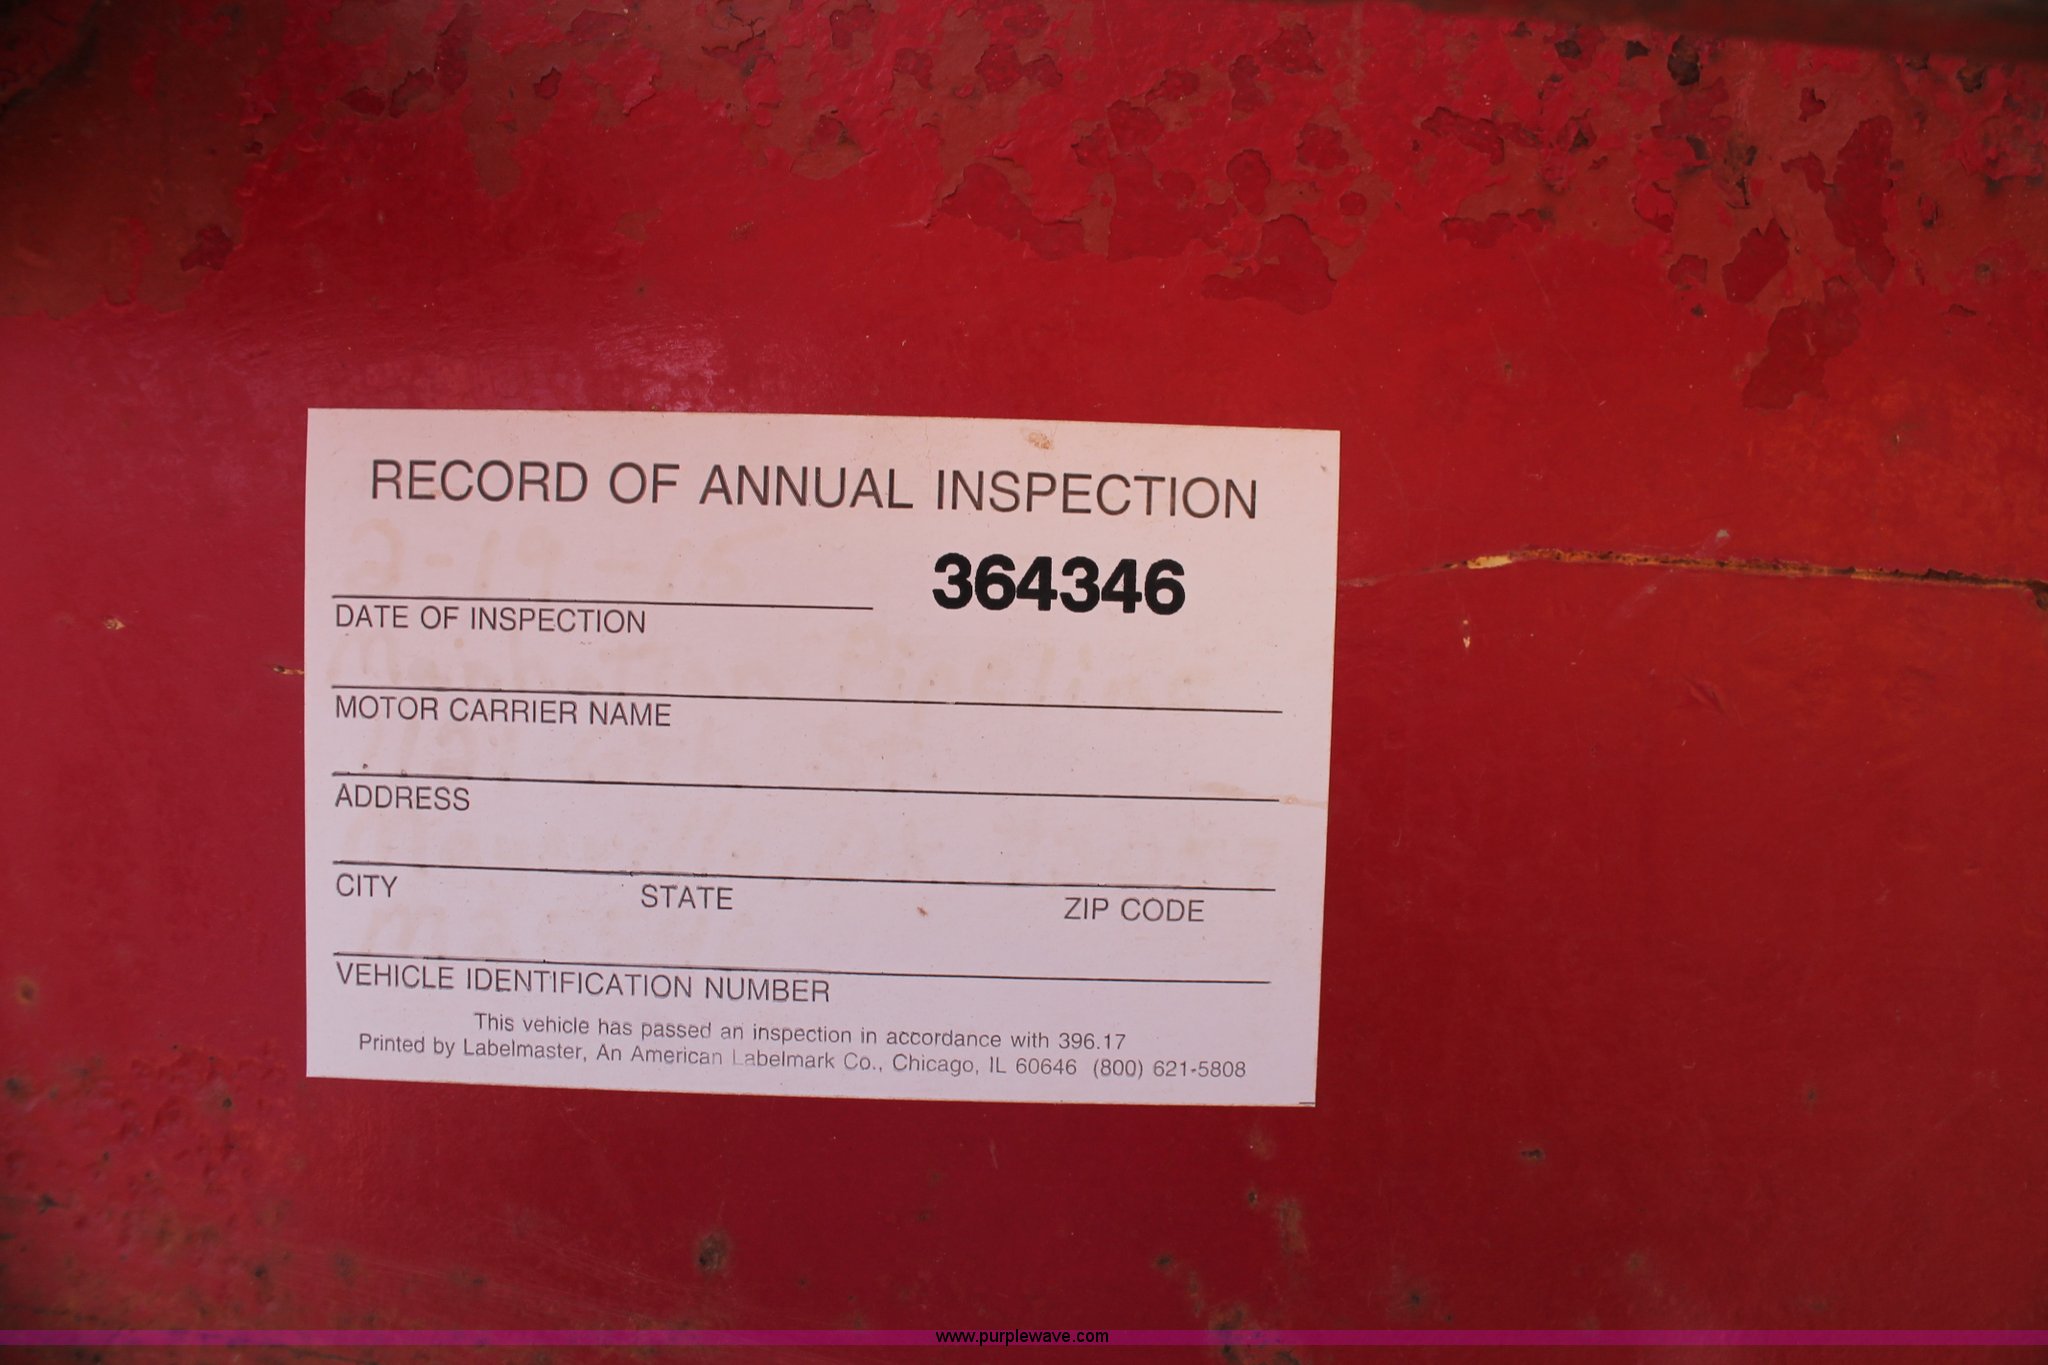 RECORD OF ANNUAL INSPECTION
364346
DATE OF INSPECTION
MOTOR CARRIER NAME
ADDRESS
CITY STATE ZIP CODE
VEHICLE IDENTIFICATION NUMBER
This vehicle has passed an inspection in accordance with 396.17
Printed by Labelmaster, An American Labelmark Co., Chicago, IL 60646 (800) 621-5808
www.purplewave.com